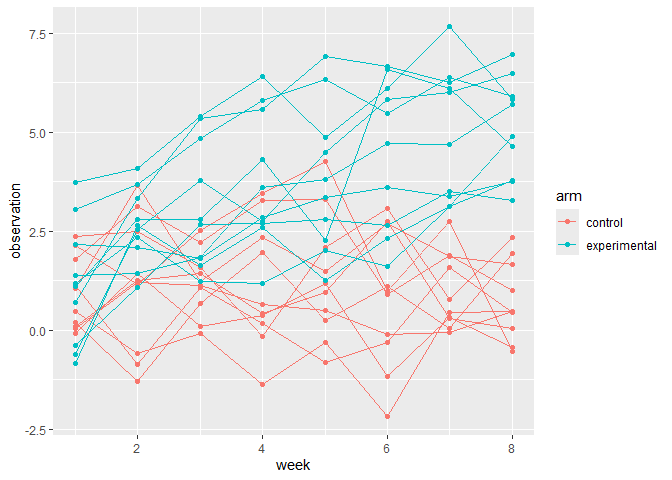 7.5
5.0
2.5
0.0
-2.5
observation
2
4
6
8
week
arm
control
experimental